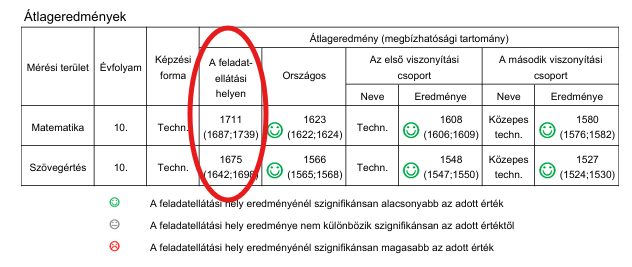 Átlageredmények
Átlageredmény (megbízhatósági tartomány)
Mérési terület Évfolyam Képzési forma A feladat-ellátási helyen Országos Az első viszonyítási csoport A második viszonyítási csoport
Neve Eredménye Neve Eredménye
Matematika 10. Techn. 1711 (1687;1739) 1623 (1622;1624) Techn. 1608 (1606;1609) Közepes techn. 1580 (1576;1582)
Szövegértés 10. Techn. 1675 (1642;1698) 1566 (1565;1568) Techn. 1548 (1547;1550) Közepes techn. 1527 (1524;1530)
A feladatellátási hely eredményénél szignifikánsan alacsonyabb az adott érték
A feladatellátási hely eredménye nem különbözik szignifikánsan az adott értéktől
A feladatellátási hely eredményénél szignifikánsan magasabb az adott érték